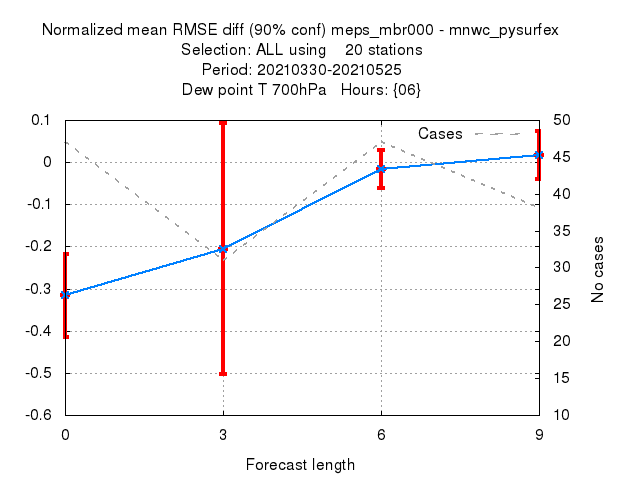 Normalized mean RMSE diff (90% conf) meps_mbr000 - mnwc_pysurfex
Selection: ALL using    20 stations
Period: 20210330-20210525
Dew point T 700hPa   Hours: {06}
Cases
0.1
0
-0.1
-0.2
-0.3
-0.4
-0.5
-0.6
50
45
40
35
30
25
20
15
10
No cases
0 3 6 9
Forecast length